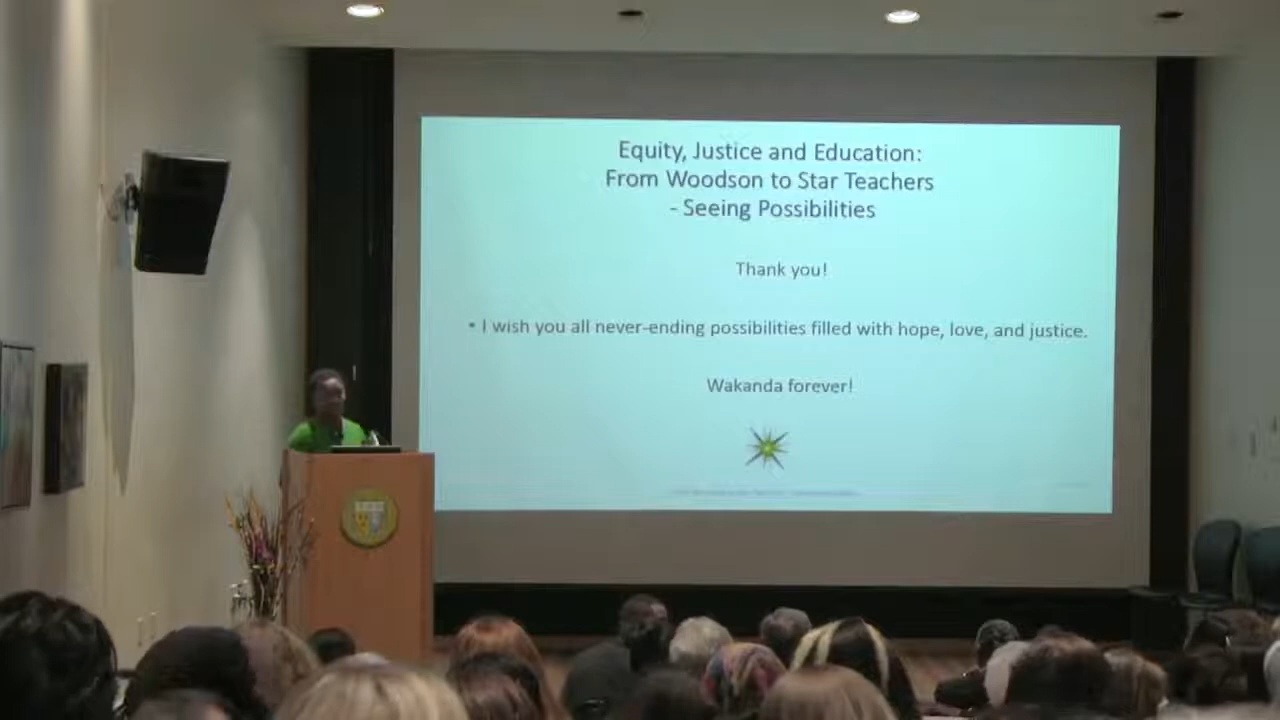 Equity, Justice and Education:
From Woodson to Star Teachers
- Seeing Possibilities
Thank you!
• I wish you all never-ending possibilities filled with hope, love, and justice.
Wakanda forever!